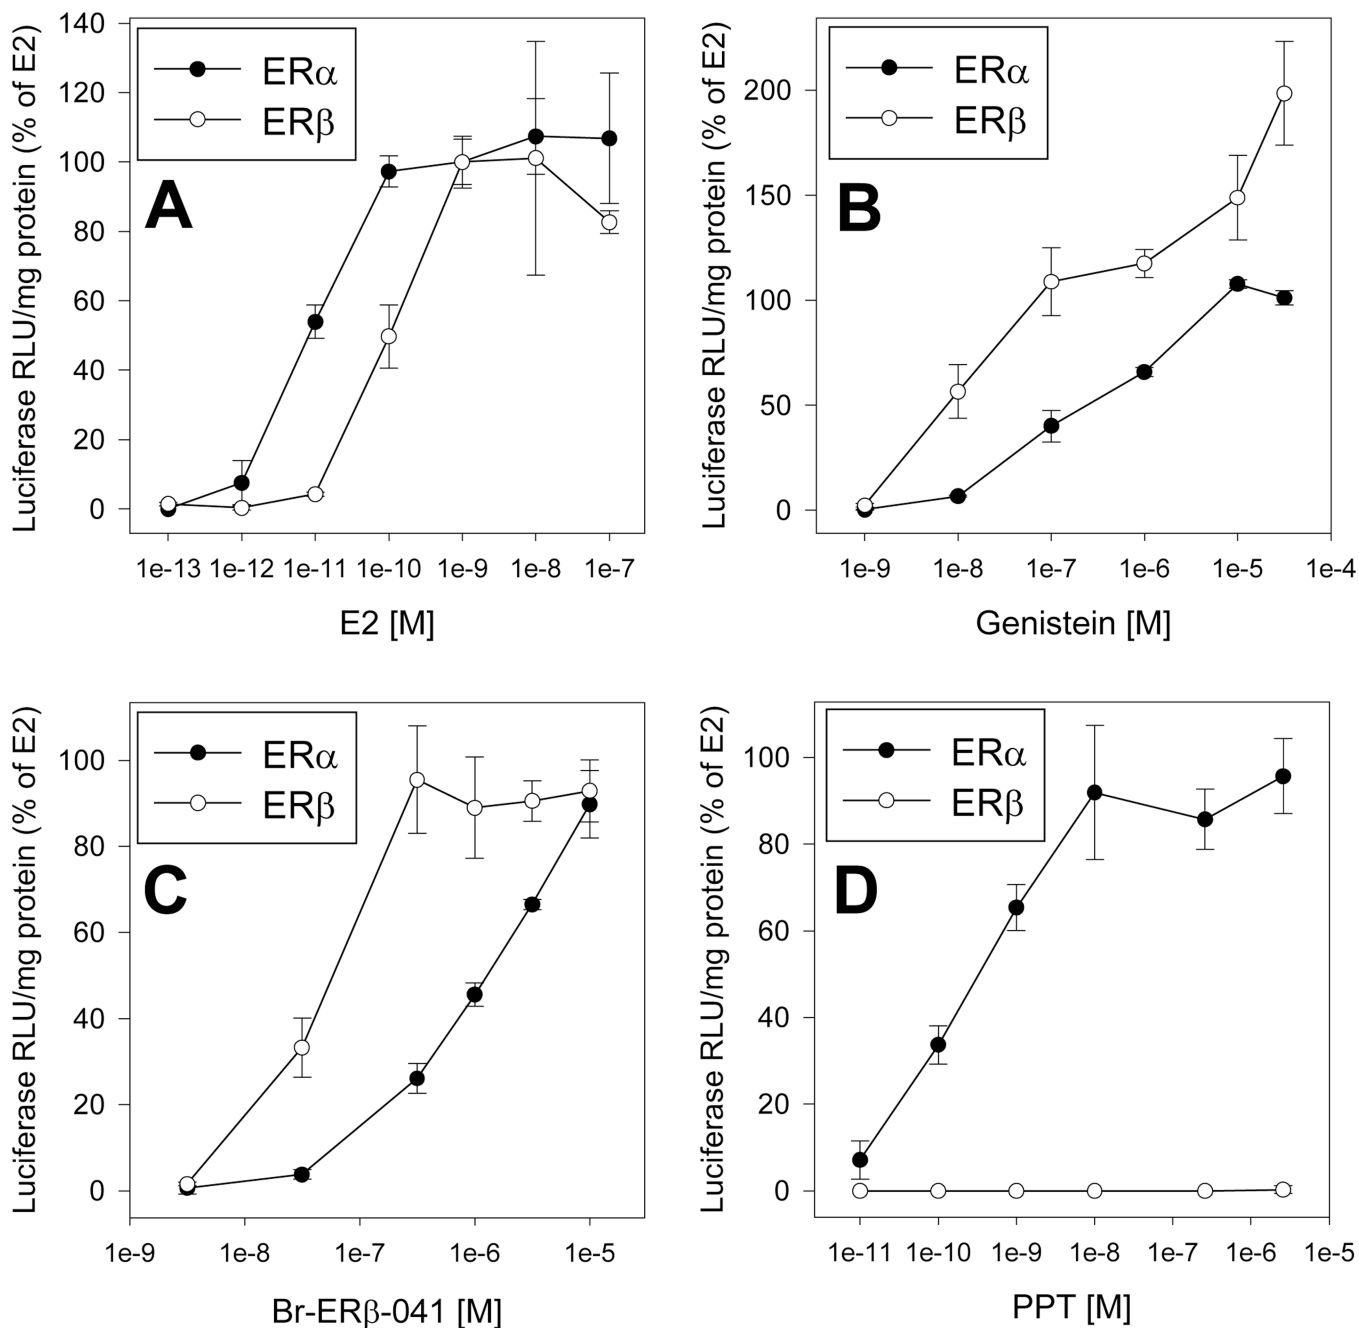 Luciferase RLU/mg protein (% of E2)
140
120
100
80
60
40
20
0
ERα
ERβ
A
1e-13 1e-12 1e-11 1e-10 1e-9 1e-8 1e-7
E2 [M]
Luciferase RLU/mg protein (% of E2)
200
150
100
50
0
ERα
ERβ
B
1e-9 1e-8 1e-7 1e-6 1e-5 1e-4
Genistein [M]
Luciferase RLU/mg protein (% of E2)
100
80
60
40
20
0
ERα
ERβ
C
1e-9 1e-8 1e-7 1e-6 1e-5
Br-ERβ-041 [M]
Luciferase RLU/mg protein (% of E2)
100
80
60
40
20
0
ERα
ERβ
D
1e-11 1e-10 1e-9 1e-8 1e-7 1e-6 1e-5
PPT [M]